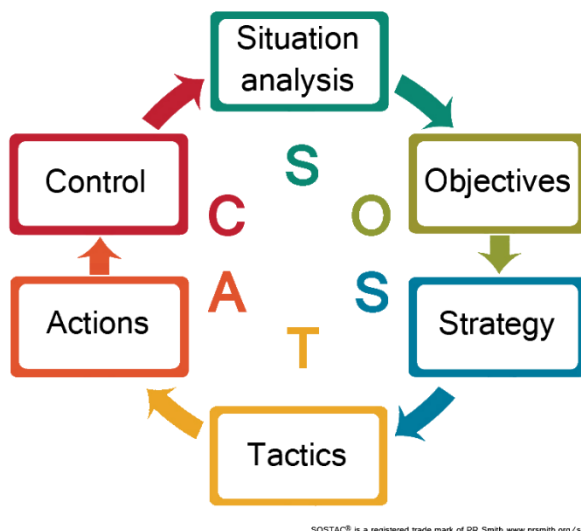 Situation
analysis
Control
S
Objectives
C
O
Actions
A
S
Strategy
T
Tactics
SOSTAC® is a registered trade mark of PR Smith www.prsmith.org/s